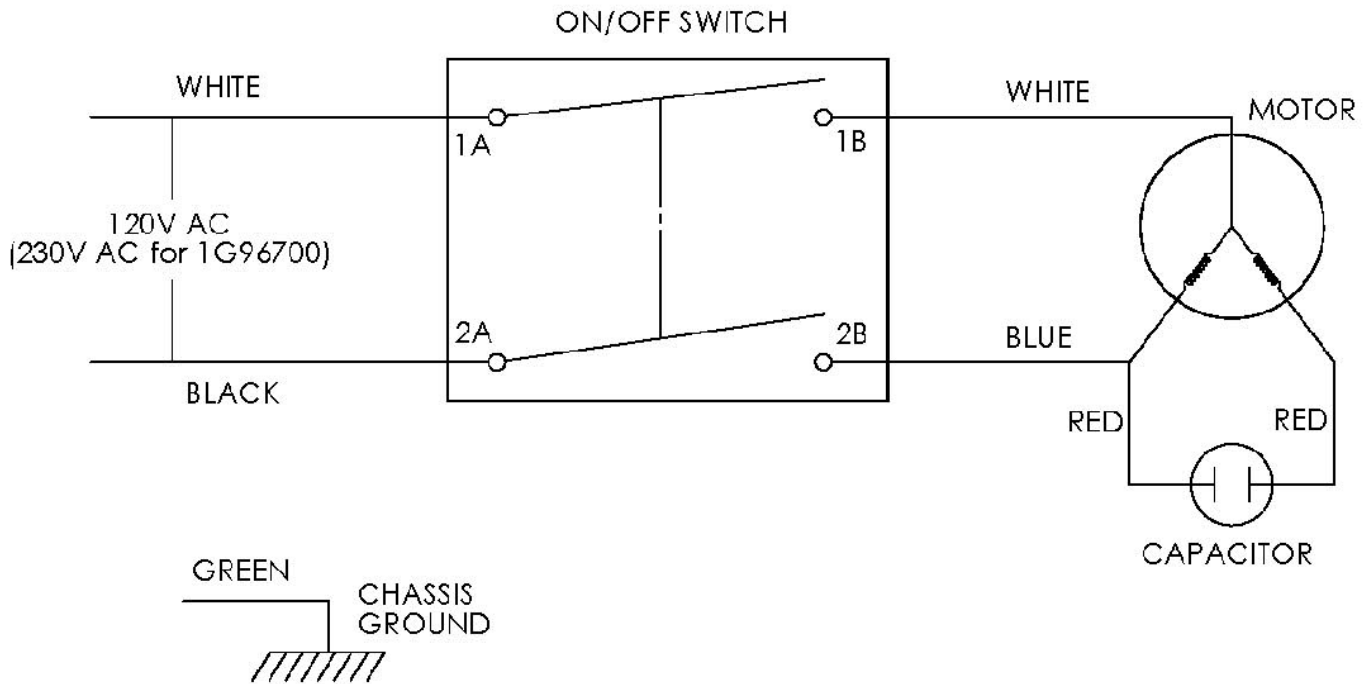 ON/OFF SWITCH
WHITE
WHITE
MOTOR
1A
1B
120V AC
(230V AC for 1G96700)
2A
2B
BLUE
BLACK
RED
RED
CAPACITOR
GREEN
CHASSIS
GROUND